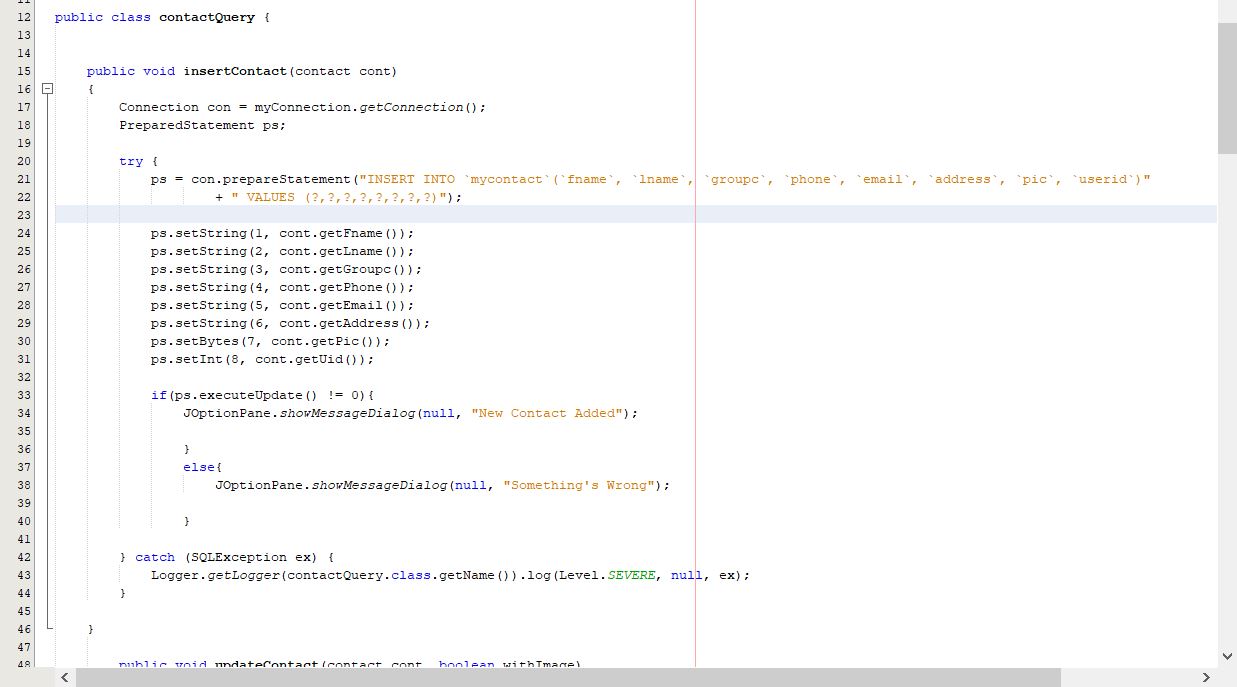 11
12 public class contactQuery {
13
14
15 public void insertContact(contact cont)
16 {
17 Connection con = myConnection.getConnection();
18 PreparedStatement ps;
19
20 try {
21 ps = con.prepareStatement("INSERT INTO `mycontact`(`fname`, `lname`, `groupc`, `phone`, `email`, `address`, `pic`, `userid`)"
22 + " VALUES (?,?,?,?,?,?,?,?)");
23
24 ps.setString(1, cont.getFname());
25 ps.setString(2, cont.getLname());
26 ps.setString(3, cont.getGroupc());
27 ps.setString(4, cont.getPhone());
28 ps.setString(5, cont.getEmail());
29 ps.setString(6, cont.getAddress());
30 ps.setBytes(7, cont.getPic());
31 ps.setInt(8, cont.getUid());
32
33 if(ps.executeUpdate() != 0){
34 JOptionPane.showMessageDialog(null, "New Contact Added");
35
36 }
37 else{
38 JOptionPane.showMessageDialog(null, "Something's Wrong");
39
40 }
41
42 } catch (SQLException ex) {
43 Logger.getLogger(contactQuery.class.getName()).log(Level.SEVERE, null, ex);
44 }
45
46 }
47
48 public void updateContact(contact cont, boolean withImage)